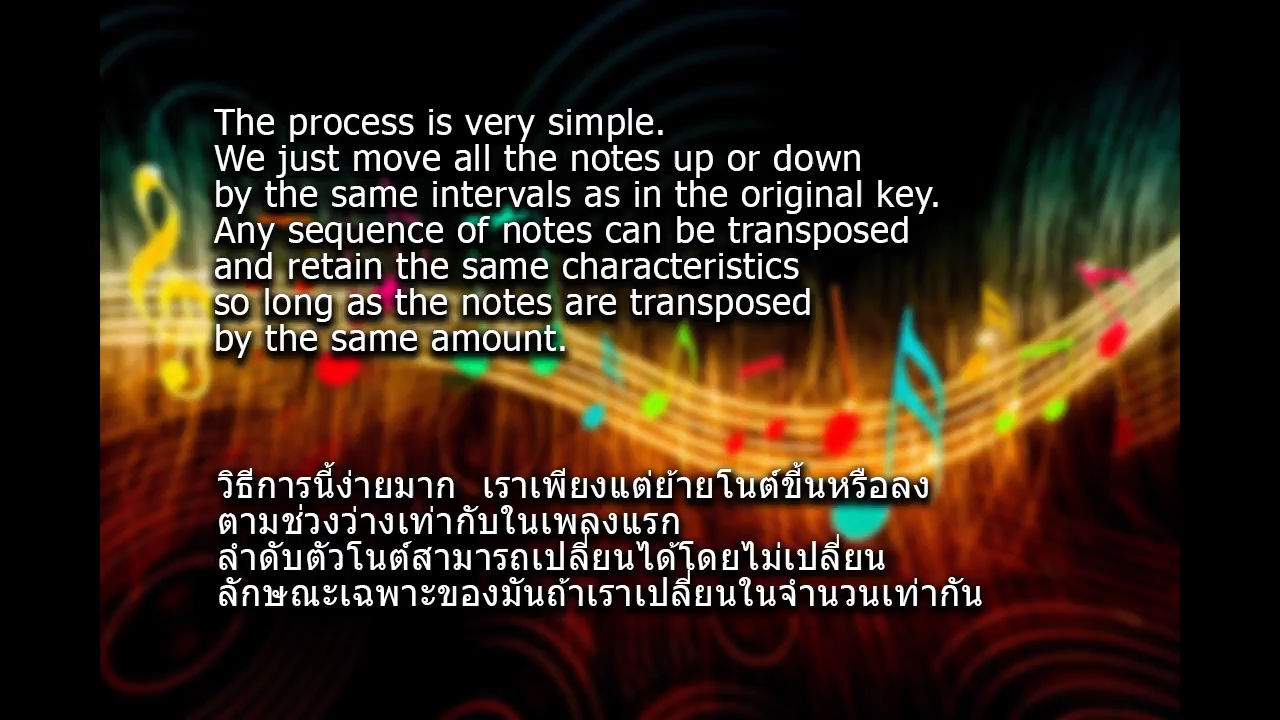 The process is very simple.
We just move all the notes up or down
by the same intervals as in the original key.
Any sequence of notes can be transposed
and retain the same characteristics
so long as the notes are transposed
by the same amount.
วิธีการนี้ง่ายมาก เราเพียงแต่ย้ายโนต์ขี้นหรือลง
ตามช่วงว่างเท่ากับในเพลงแรก
ลำดับตัวโนต์สามารถเปลี่ยนได้โดยไม่เปลี่ยน
ลักษณะเฉพาะของมันถ้าเราเปลี่ยนในจำนวนเท่ากัน